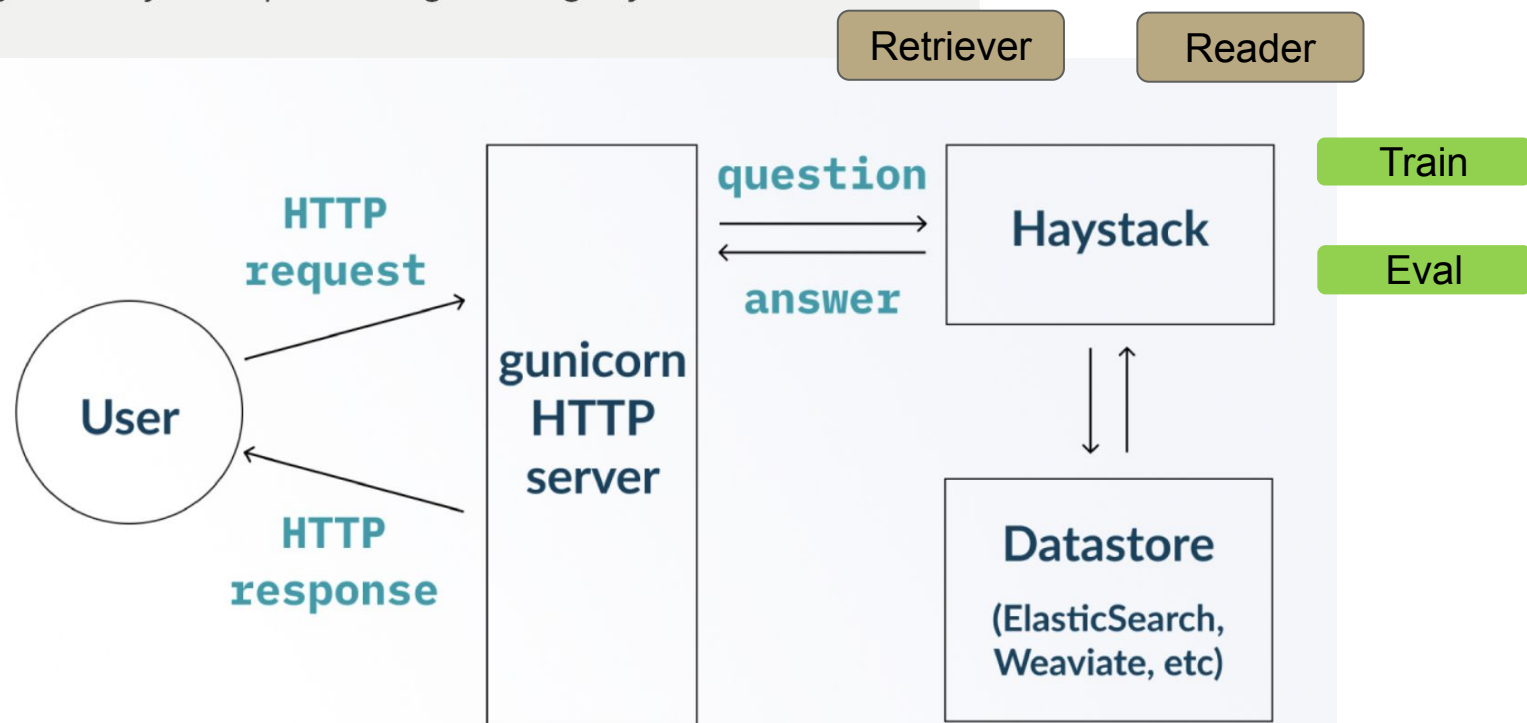 Retriever
Reader
Train
Eval
question
answer
Haystack
HTTP
request
User
HTTP
response
gunicorn
HTTP
server
Datastore
(ElasticSearch,
Weaviate, etc)